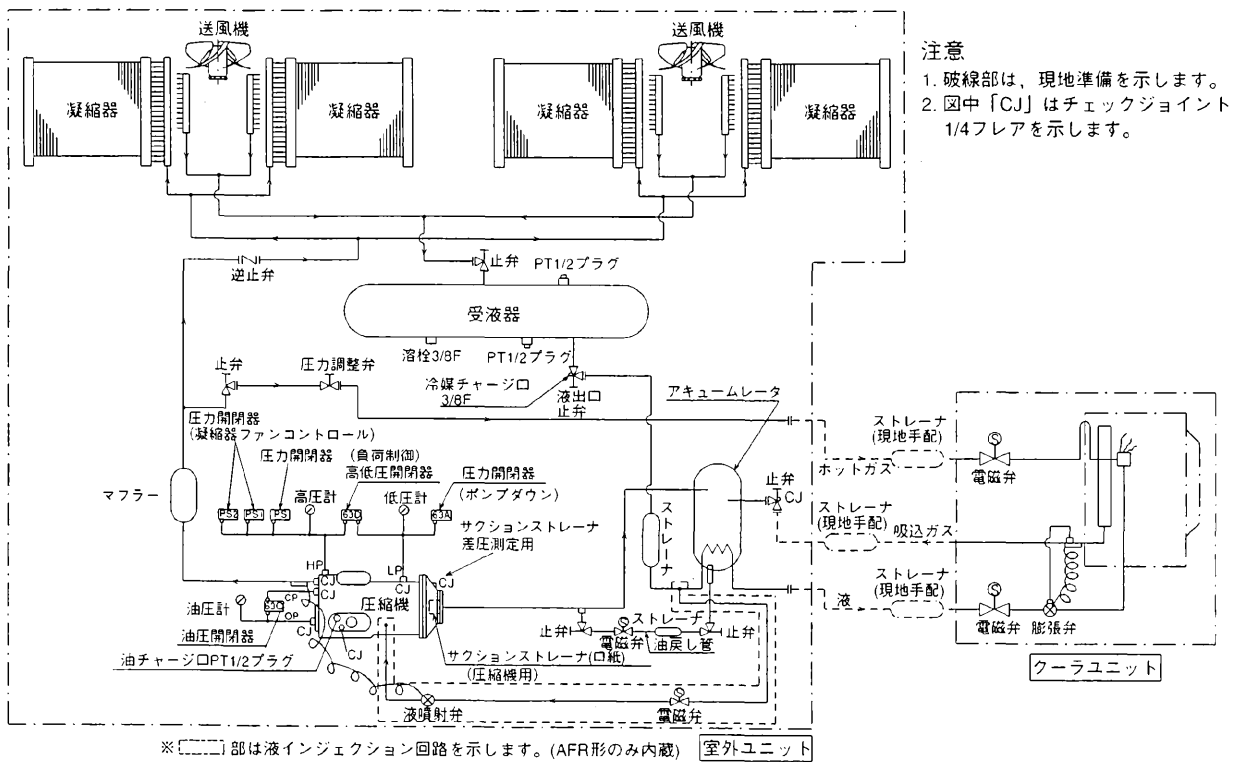 送風機
送風機
凝縮器
凝縮器
凝縮器
凝縮器
注意
1. 破線部は，現地準備を示します。
2. 図中「CJ」はチェックジョイント
1/4フレアを示します。
逆止弁
止弁
PT1/2プラグ
受液器
溶栓3/8F
PT1/2プラグ
止弁
圧力調整弁
冷媒チャージ口
3/8F
液出口
止弁
アキュームレータ
圧力開閉器
(凝縮器ファンコントロール)
圧力開閉器
(負荷制御)
高低圧開閉器
圧力開閉器
(ポンプダウン)
マフラー
高圧計
低圧計
PS2
PS1
PS
63D
63A
サクションストレーナ
差圧測定用
ストレーナ
止弁
CJ
ストレーナ
(現地手配)
ホットガス
電磁弁
ストレーナ
(現地手配)
吸込ガス
ストレーナ
(現地手配)
液
電磁弁
膨張弁
クーラユニット
HP
CJ
LP
CJ
CJ
圧縮機
油圧計
CP
63Q
OP
CJ
油圧開閉器
CJ
油チャージ口PT1/2プラグ
止弁
電磁弁
ストレーナ
油戻し管
止弁
サクションストレーナ(口紙)
(圧縮機用)
液噴射弁
電磁弁
※ 部は液インジェクション回路を示します。(AFR形のみ内蔵)
室外ユニット